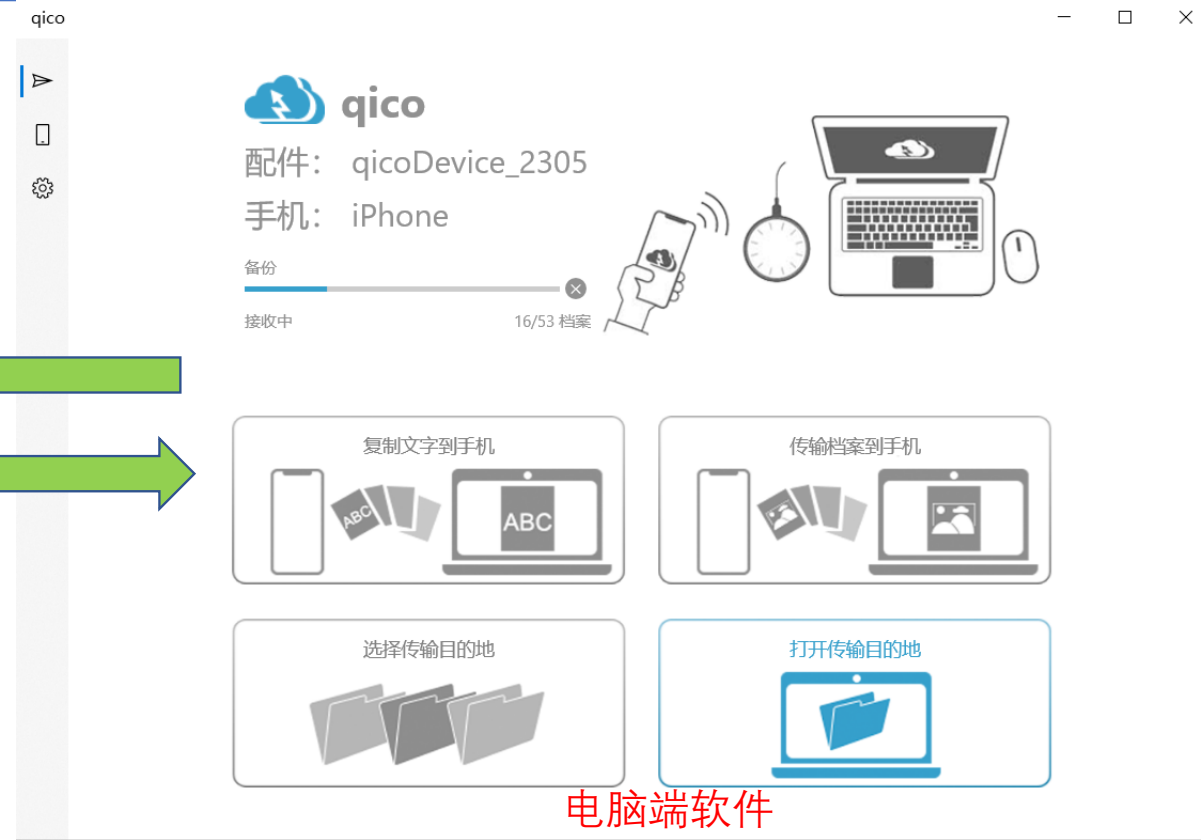 qico
qico
配件： qicoDevice_2305
手机： iPhone
备份
接收中 16/53 档案
复制文字到手机
ABC
ABC
传输档案到手机
选择传输目的地
打开传输目的地
电脑端软件